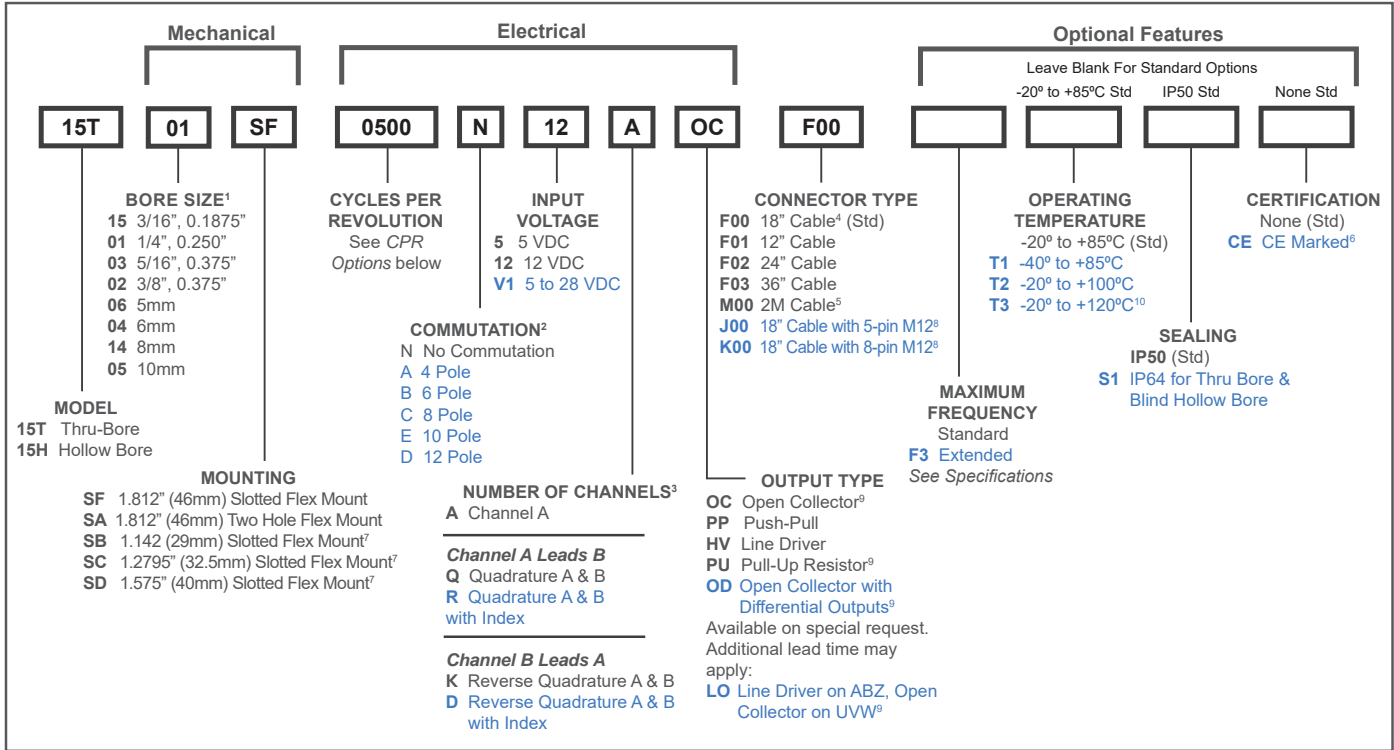 Mechanical
Electrical
Optional Features
Leave Blank For Standard Options
-20º to +85ºC Std
IP50 Std
None Std
15T
01
SF
0500
N
12
A
OC
F00
BORE SIZE¹
15 3/16”, 0.1875”
01 1/4”, 0.250”
03 5/16”, 0.375”
02 3/8”, 0.375”
06 5mm
04 6mm
14 8mm
05 10mm
MODEL
15T Thru-Bore
15H Hollow Bore
MOUNTING
SF 1.812” (46mm) Slotted Flex Mount
SA 1.812” (46mm) Two Hole Flex Mount
SB 1.142 (29mm) Slotted Flex Mount⁷
SC 1.2795” (32.5mm) Slotted Flex Mount⁷
SD 1.575” (40mm) Slotted Flex Mount⁷
CYCLES PER
REVOLUTION
See CPR
Options below
COMMUTATION²
N No Commutation
A 4 Pole
B 6 Pole
C 8 Pole
E 10 Pole
D 12 Pole
INPUT
VOLTAGE
5 5 VDC
12 12 VDC
V1 5 to 28 VDC
NUMBER OF CHANNELS³
A Channel A
Channel A Leads B
Q Quadrature A & B
R Quadrature A & B
with Index
Channel B Leads A
K Reverse Quadrature A & B
D Reverse Quadrature A & B
with Index
OUTPUT TYPE
OC Open Collector⁹
PP Push-Pull
HV Line Driver
PU Pull-Up Resistor⁹
OD Open Collector with
Differential Outputs⁹
Available on special request.
Additional lead time may
apply:
LO Line Driver on ABZ, Open
Collector on UVW⁹
CONNECTOR TYPE
F00 18” Cable⁴ (Std)
F01 12” Cable
F02 24” Cable
F03 36” Cable
M00 2M Cable⁵
J00 18” Cable with 5-pin M12⁸
K00 18” Cable with 8-pin M12⁸
MAXIMUM
FREQUENCY
Standard
F3 Extended
See Specifications
OPERATING
TEMPERATURE
-20º to +85ºC (Std)
T1 -40º to +85ºC
T2 -20º to +100ºC
T3 -20º to +120ºC¹⁰
SEALING
IP50 (Std)
S1 IP64 for Thru Bore &
Blind Hollow Bore
CERTIFICATION
None (Std)
CE CE Marked⁶